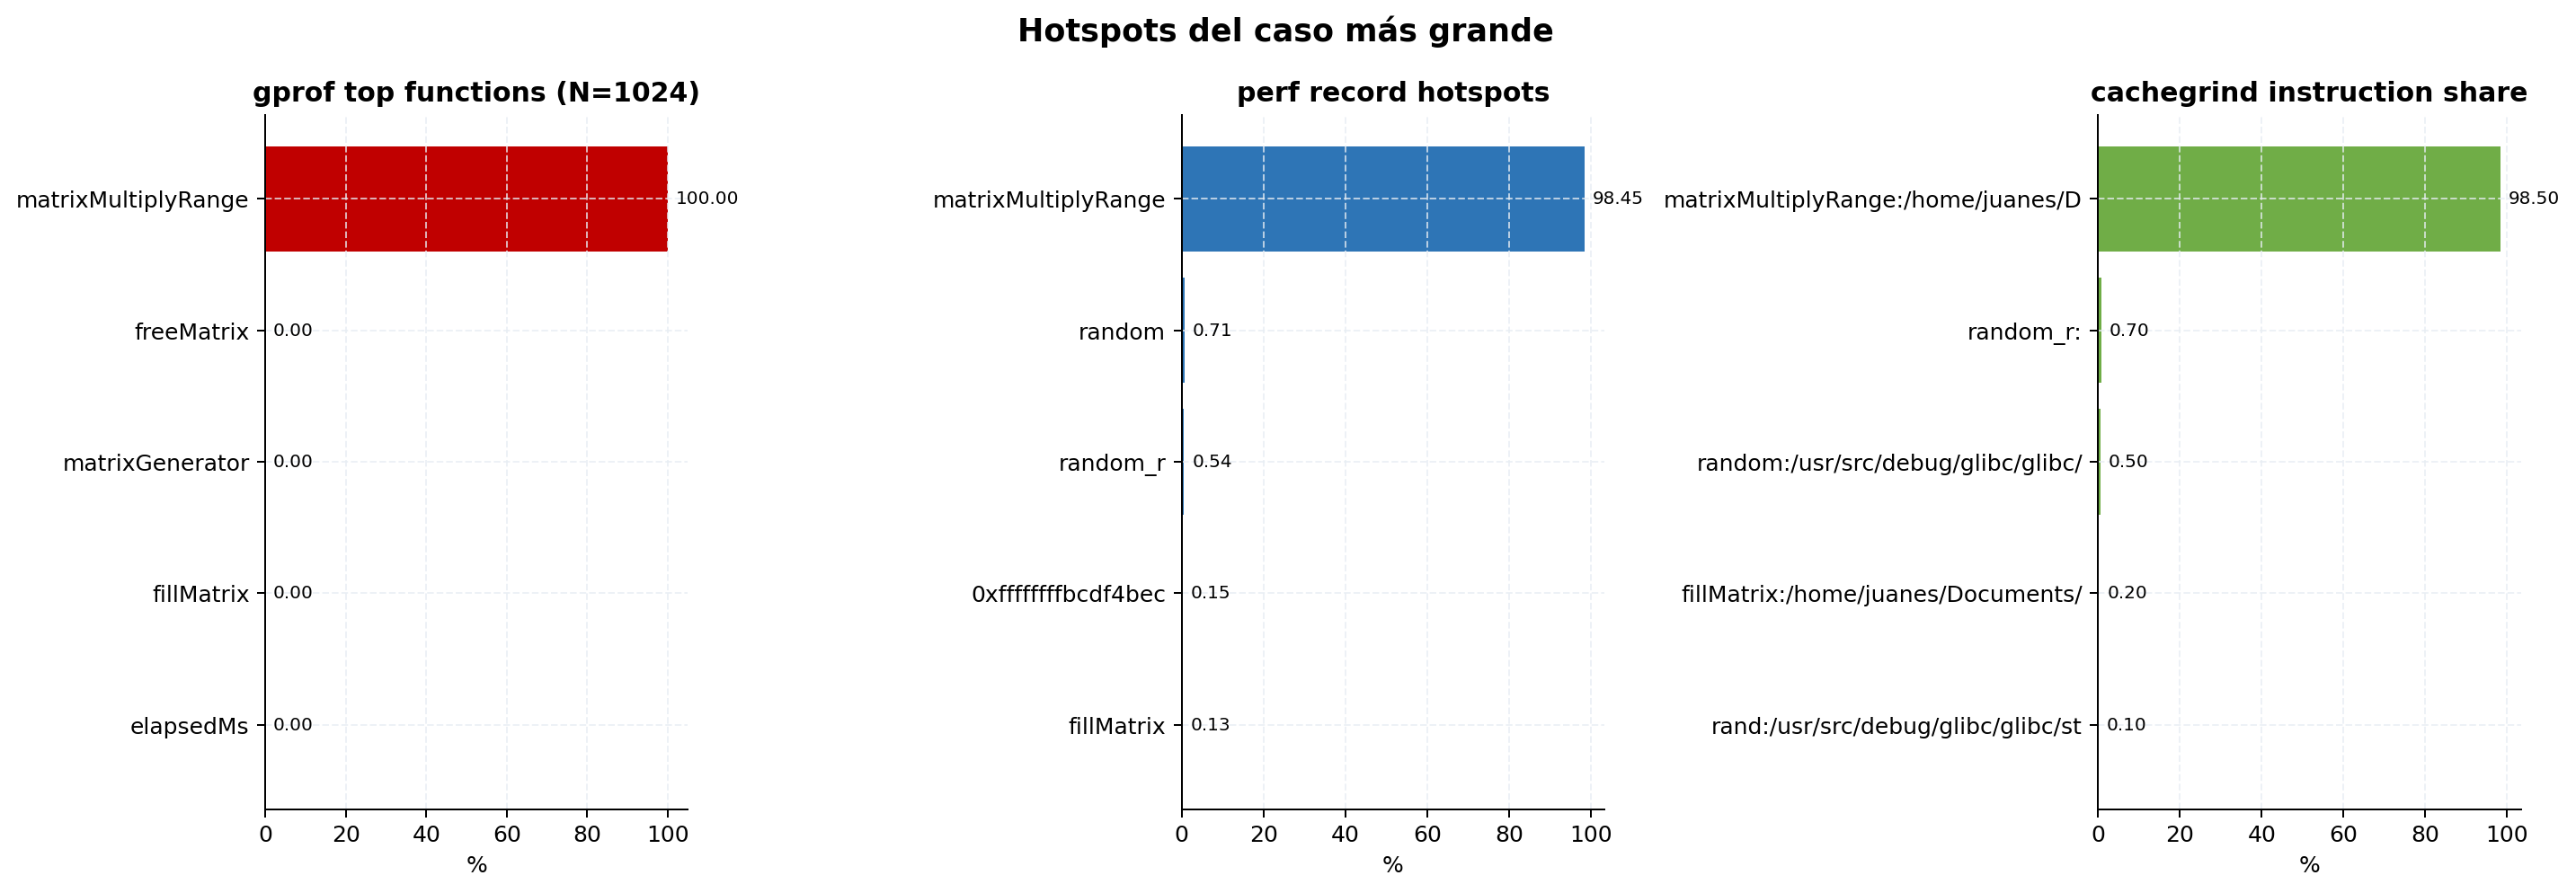 Hotspots del caso más grande
gprof top functions (N=1024)
matrixMultiplyRange
100.00
freeMatrix
0.00
matrixGenerator
0.00
fillMatrix
0.00
elapsedMs
0.00
0 20 40 60 80 100
%
perf record hotspots
matrixMultiplyRange
98.45
random
0.71
random_r
0.54
0xffffffffbcdf4bec
0.15
fillMatrix
0.13
0 20 40 60 80 100
%
cachegrind instruction share
matrixMultiplyRange:/home/juanes/D
98.50
random_r:
0.70
random:/usr/src/debug/glibc/glibc/
0.50
fillMatrix:/home/juanes/Documents/
0.20
rand:/usr/src/debug/glibc/glibc/st
0.10
0 20 40 60 80 100
%